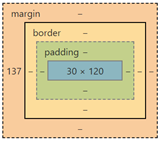 margin –
border –
padding –
137 – – 30 × 120 – – –
–
–
–